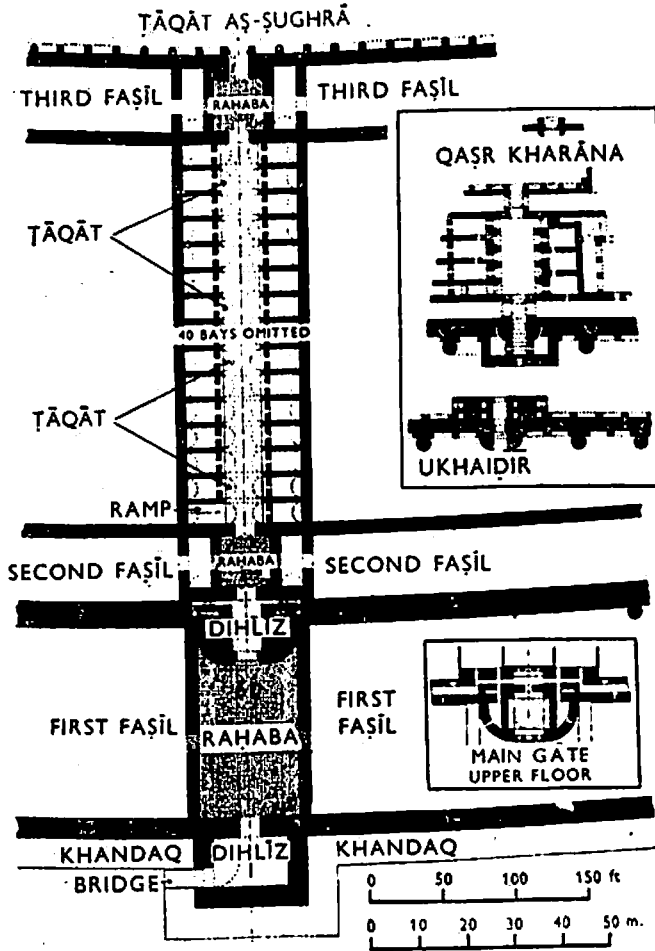 ṬĀQĀT AṢ-ṢUGHRĀ
THIRD FAṢĪL
RAHABA
THIRD FAṢĪL
QAṢR KHARĀNA
ṬĀQĀT
40 BAYS OMITTED
ṬĀQĀT
UKHAIḌIR
RAMP
SECOND FAṢĪL
RAHABA
SECOND FAṢĪL
DIHLĪZ
FIRST FAṢĪL
RAHABA
FIRST
FAṢĪL
MAIN GATE
UPPER FLOOR
KHANDAQ
DIHLĪZ
KHANDAQ
BRIDGE
0 50 100 150 ft
0 10 20 30 40 50 m.